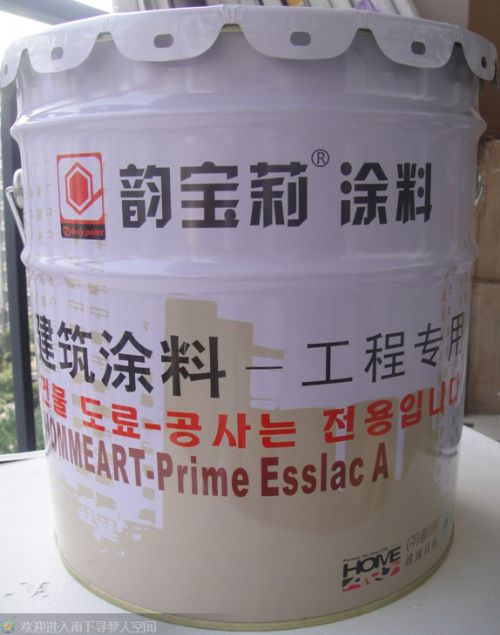 韵宝莉® 涂料
建筑涂料－工程专用
건물 도료-공사는 전용입니다
HOMMEART-Prime Esslac A
HOME
欢迎进入南下寻梦人空间